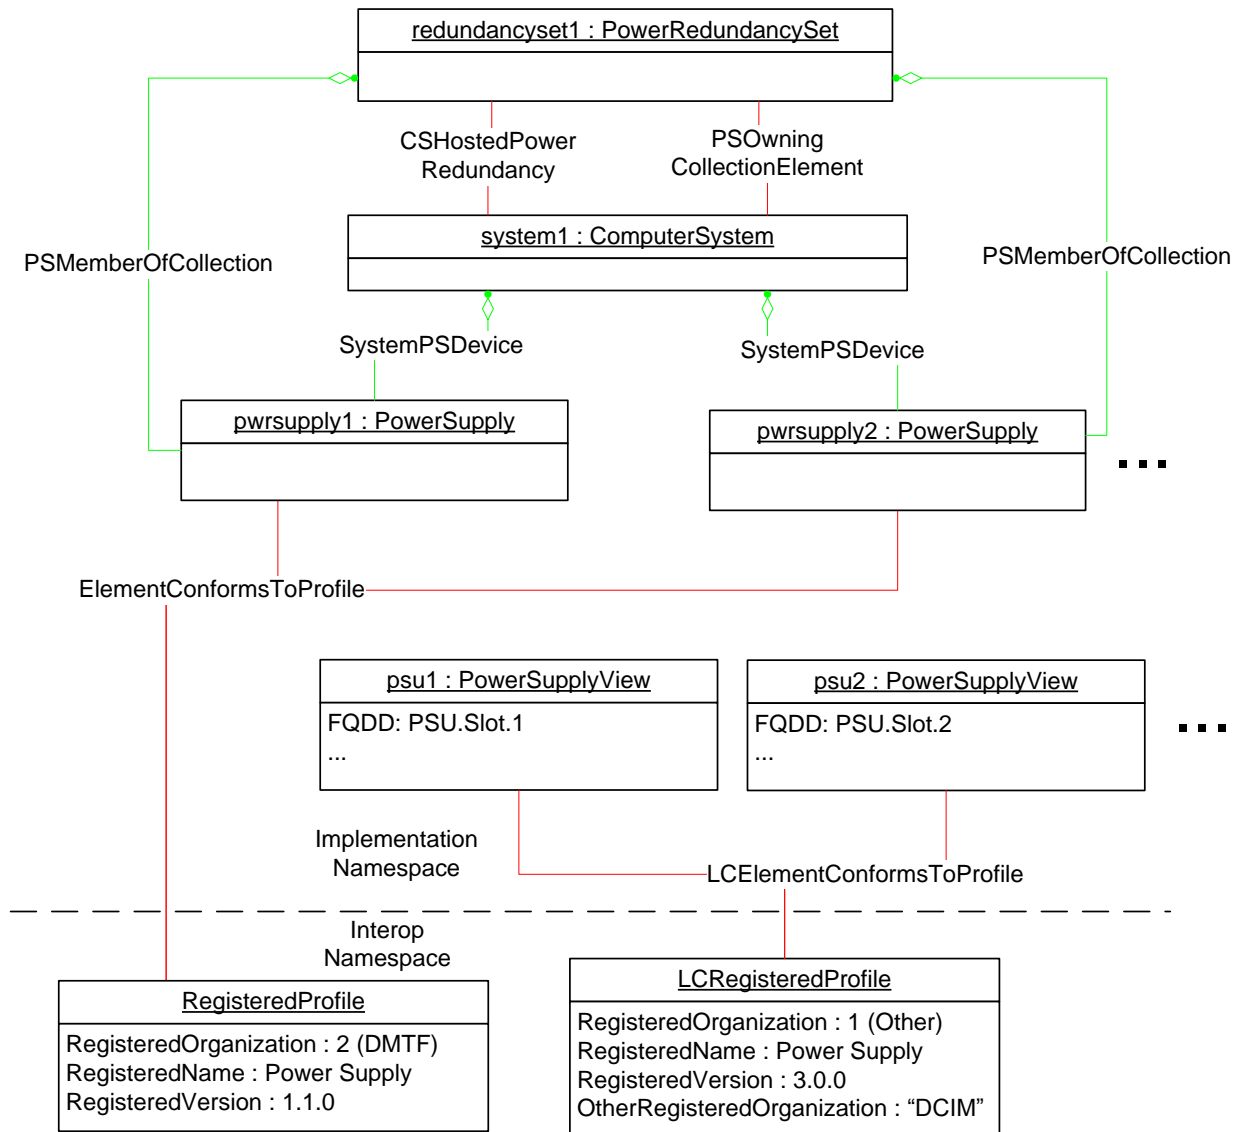 redundancyset1 : PowerRedundancySet
CSHostedPower
Redundancy
PSOwning
CollectionElement
system1 : ComputerSystem
PSMemberOfCollection
PSMemberOfCollection
SystemPSDevice
SystemPSDevice
pwrsupply1 : PowerSupply
pwrsupply2 : PowerSupply
...
ElementConformsToProfile
psu1 : PowerSupplyView
FQDD: PSU.Slot.1
...
psu2 : PowerSupplyView
FQDD: PSU.Slot.2
...
...
Implementation
Namespace
LCElementConformsToProfile
Interop
Namespace
RegisteredProfile
RegisteredOrganization : 2 (DMTF)
RegisteredName : Power Supply
RegisteredVersion : 1.1.0
LCRegisteredProfile
RegisteredOrganization : 1 (Other)
RegisteredName : Power Supply
RegisteredVersion : 3.0.0
OtherRegisteredOrganization : “DCIM”